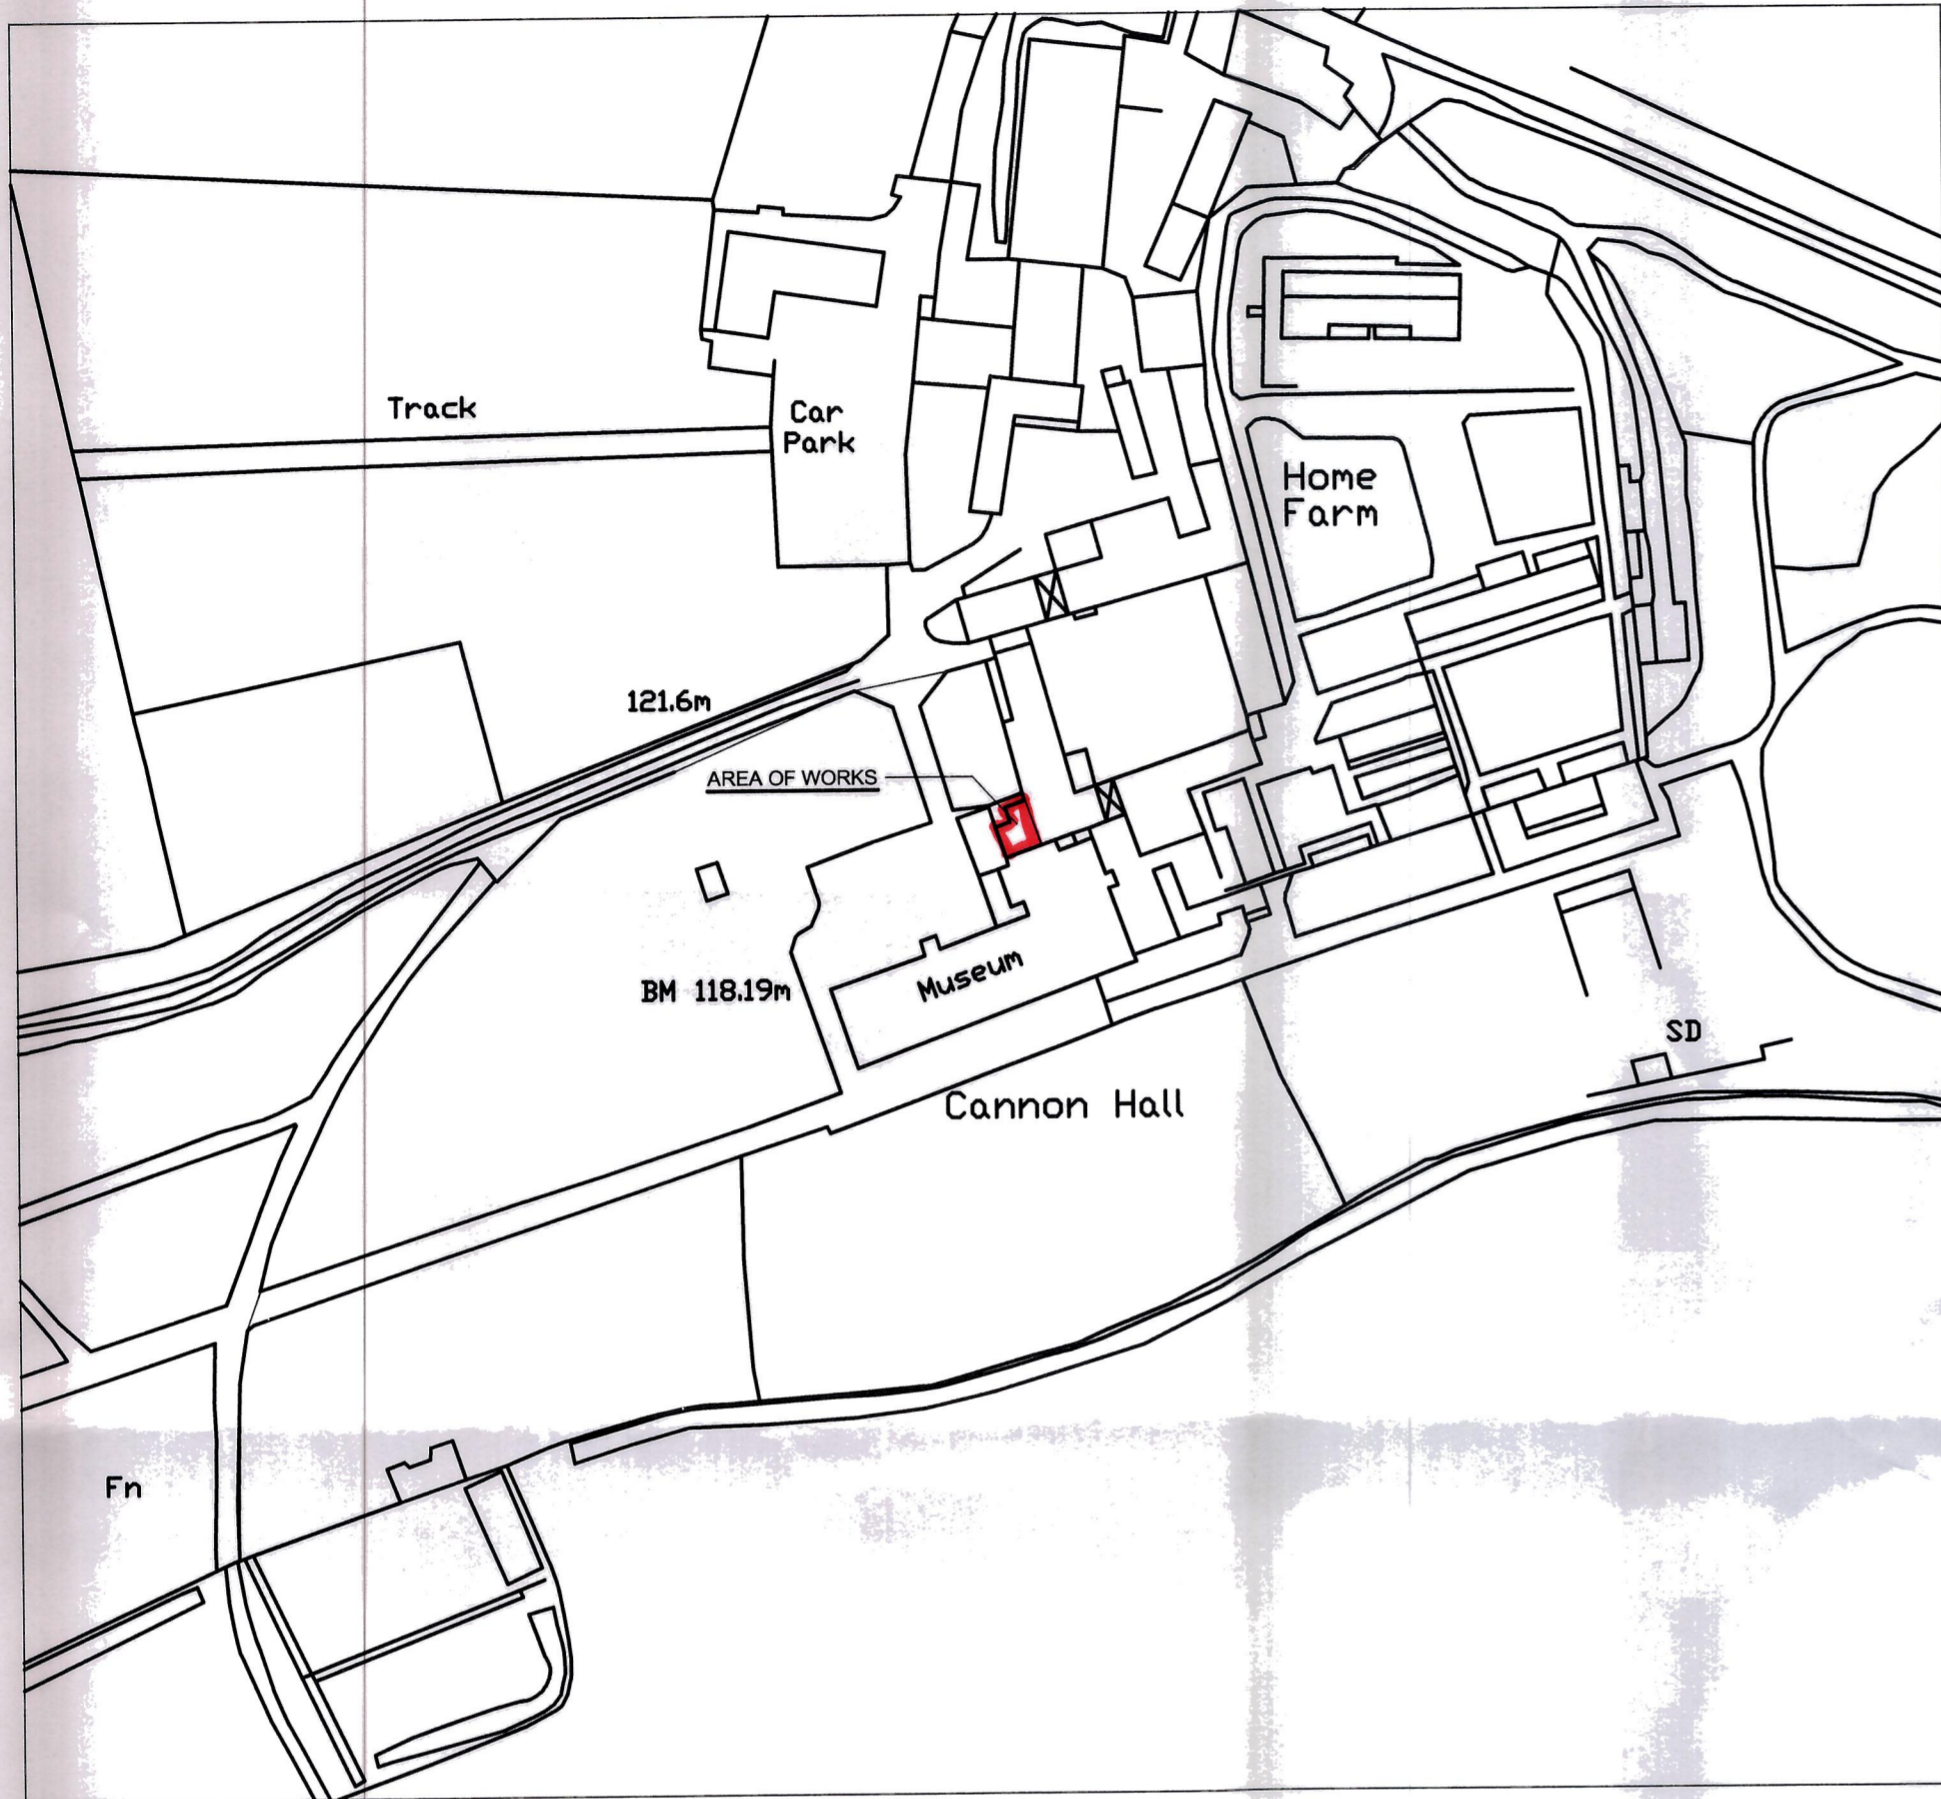 Track
Car
Park
Home
Farm
121.6m
AREA OF WORKS
Museum
BM 118.19m
SD
Cannon Hall
Fn